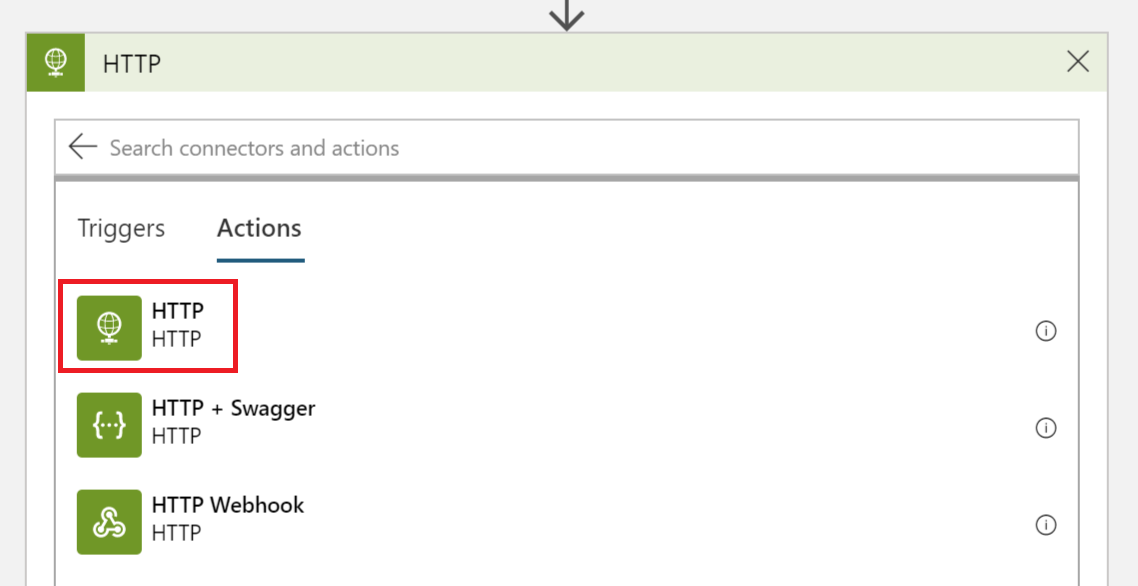 HTTP
Search connectors and actions
Triggers Actions
HTTP
HTTP
HTTP + Swagger
HTTP
HTTP Webhook
HTTP